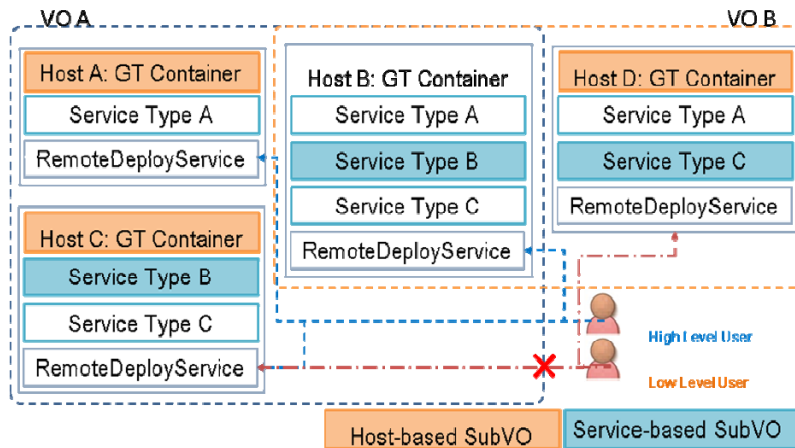 VO A
VO B
Host A: GT Container
Service Type A
RemoteDeployService
Host B: GT Container
Service Type A
Service Type B
Service Type C
RemoteDeployService
Host D: GT Container
Service Type A
Service Type C
RemoteDeployService
Host C: GT Container
Service Type B
Service Type C
RemoteDeployService
High Level User
Low Level User
Host-based SubVO
Service-based SubVO